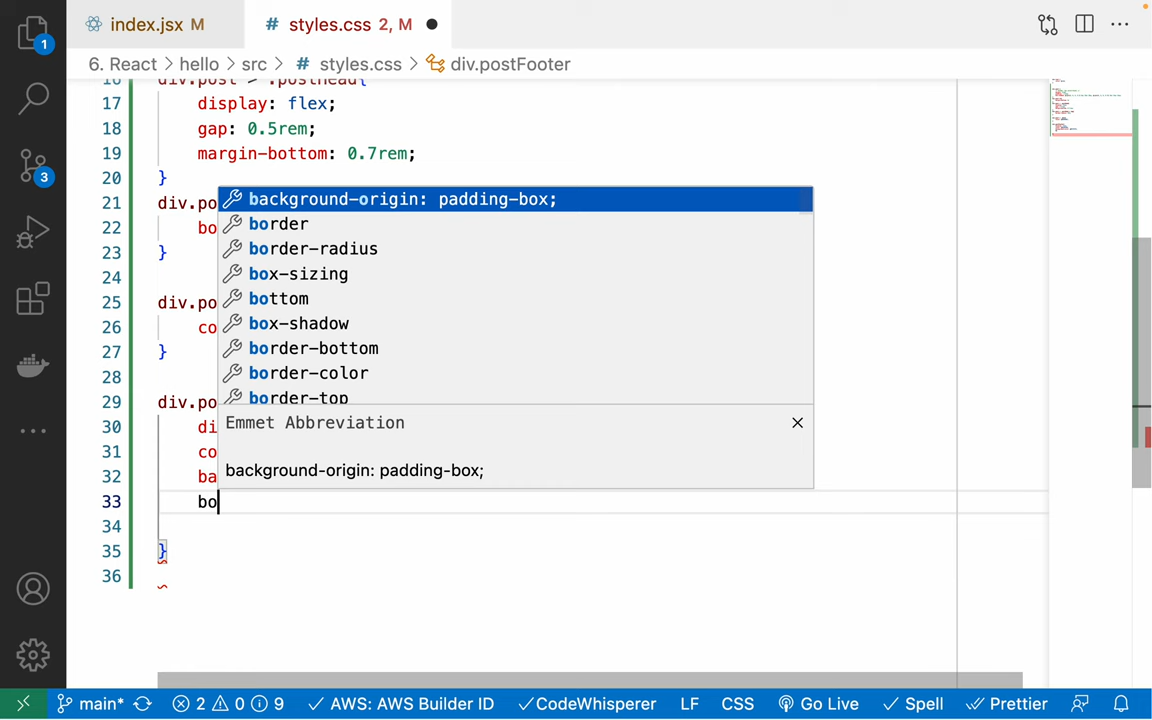 index.jsx M
# styles.css 2, M
6. React > hello > src > # styles.css > div.postFooter
1
3
16 div.post > .postHead{
17 display: flex;
18 gap: 0.5rem;
19 margin-bottom: 0.7rem;
20 }
21 div.po
22 bo
23 }
24
25 div.po
26 co
27 }
28
29 div.po
30 di
31 co
32 ba
33 bo
34
35 }
36
background-origin: padding-box;
border
border-radius
box-sizing
bottom
box-shadow
border-bottom
border-color
border-top
Emmet Abbreviation
background-origin: padding-box;
main* 2 0 9 AWS: AWS Builder ID CodeWhisperer LF CSS Go Live Spell Prettier